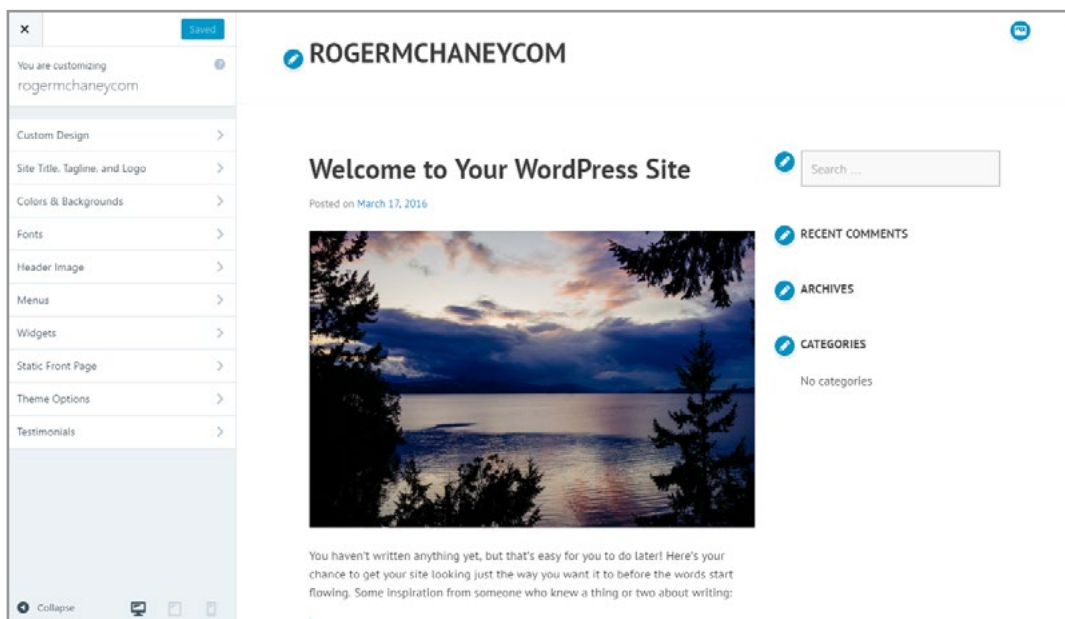 Saved
You are customizing
rogermchaneycom
Custom Design
Site Title, Tagline, and Logo
Colors & Backgrounds
Fonts
Header Image
Menus
Widgets
Static Front Page
Theme Options
Testimonials
Collapse
ROGERMCHANEYCOM
Welcome to Your WordPress Site
Posted on March 17, 2016
You haven't written anything yet, but that's easy for you to do later! Here's your
chance to get your site looking just the way you want it to before the words start
flowing. Some inspiration from someone who knew a thing or two about writing:
Search ...
RECENT COMMENTS
ARCHIVES
CATEGORIES
No categories